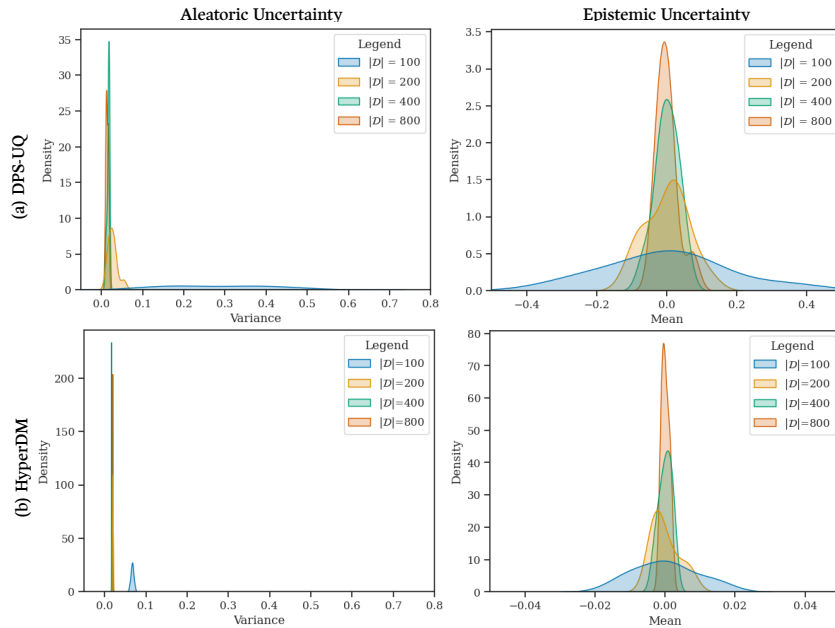 Aleatoric Uncertainty
Epistemic Uncertainty
(a) DPS-UQ
Density
35
30
25
20
15
10
5
0
Legend
|D| = 100
|D| = 200
|D| = 400
|D| = 800
0.0 0.1 0.2 0.3 0.4 0.5 0.6 0.7 0.8
Variance
Density
3.5
3.0
2.5
2.0
1.5
1.0
0.5
0.0
Legend
|D| = 100
|D| = 200
|D| = 400
|D| = 800
−0.4 −0.2 0.0 0.2 0.4
Mean
(b) HyperDM
Density
200
150
100
50
0
Legend
|D|=100
|D|=200
|D|=400
|D|=800
0.0 0.1 0.2 0.3 0.4 0.5 0.6 0.7 0.8
Variance
Density
80
70
60
50
40
30
20
10
0
Legend
|D|=100
|D|=200
|D|=400
|D|=800
−0.04 −0.02 0.00 0.02 0.04
Mean